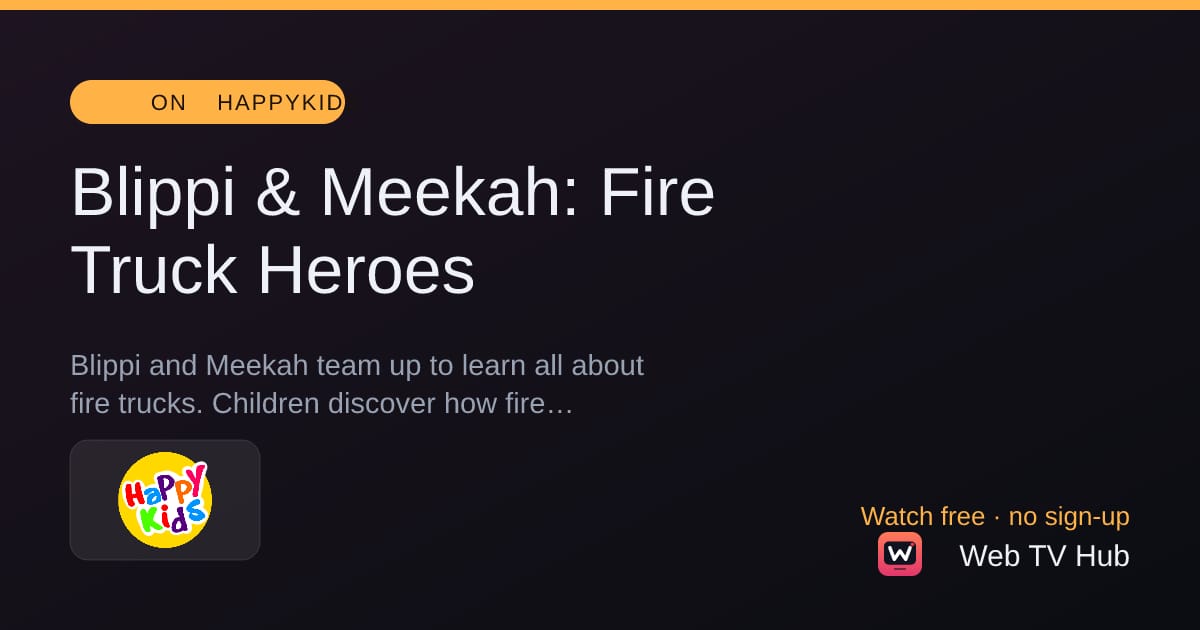 ON HAPPYKID
Blippi & Meekah: Fire
Truck Heroes
Blippi and Meekah team up to learn all about
fire trucks. Children discover how fire…
HaPPY
Kids
Watch free · no sign-up
W
Web TV Hub